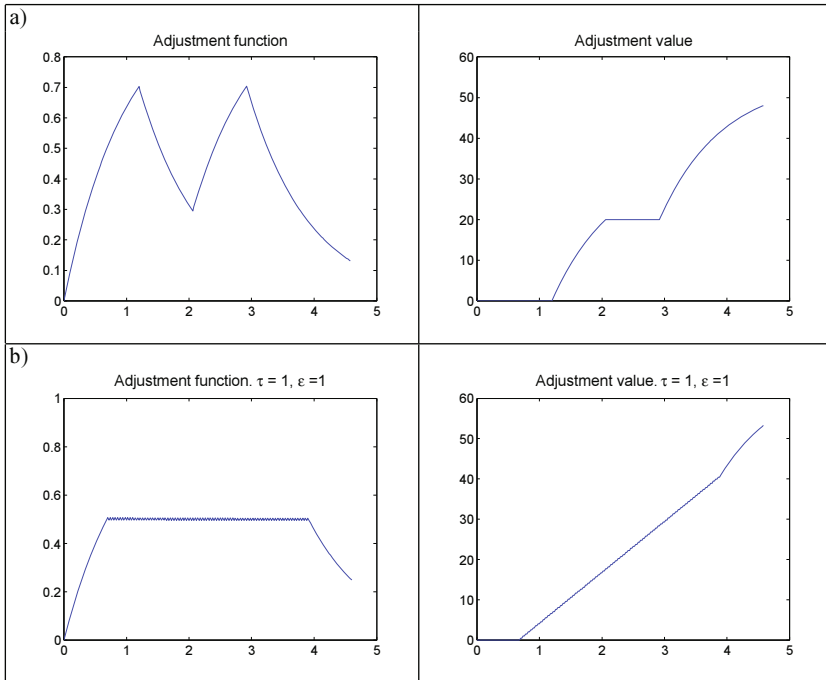 a)
Adjustment function
0.8
0.7
0.6
0.5
0.4
0.3
0.2
0.1
0
0 1 2 3 4 5
Adjustment value
60
50
40
30
20
10
0
0 1 2 3 4 5
b)
Adjustment function. τ = 1, ε =1
1
0.8
0.6
0.4
0.2
0
0 1 2 3 4 5
Adjustment value. τ = 1, ε =1
60
50
40
30
20
10
0
0 1 2 3 4 5